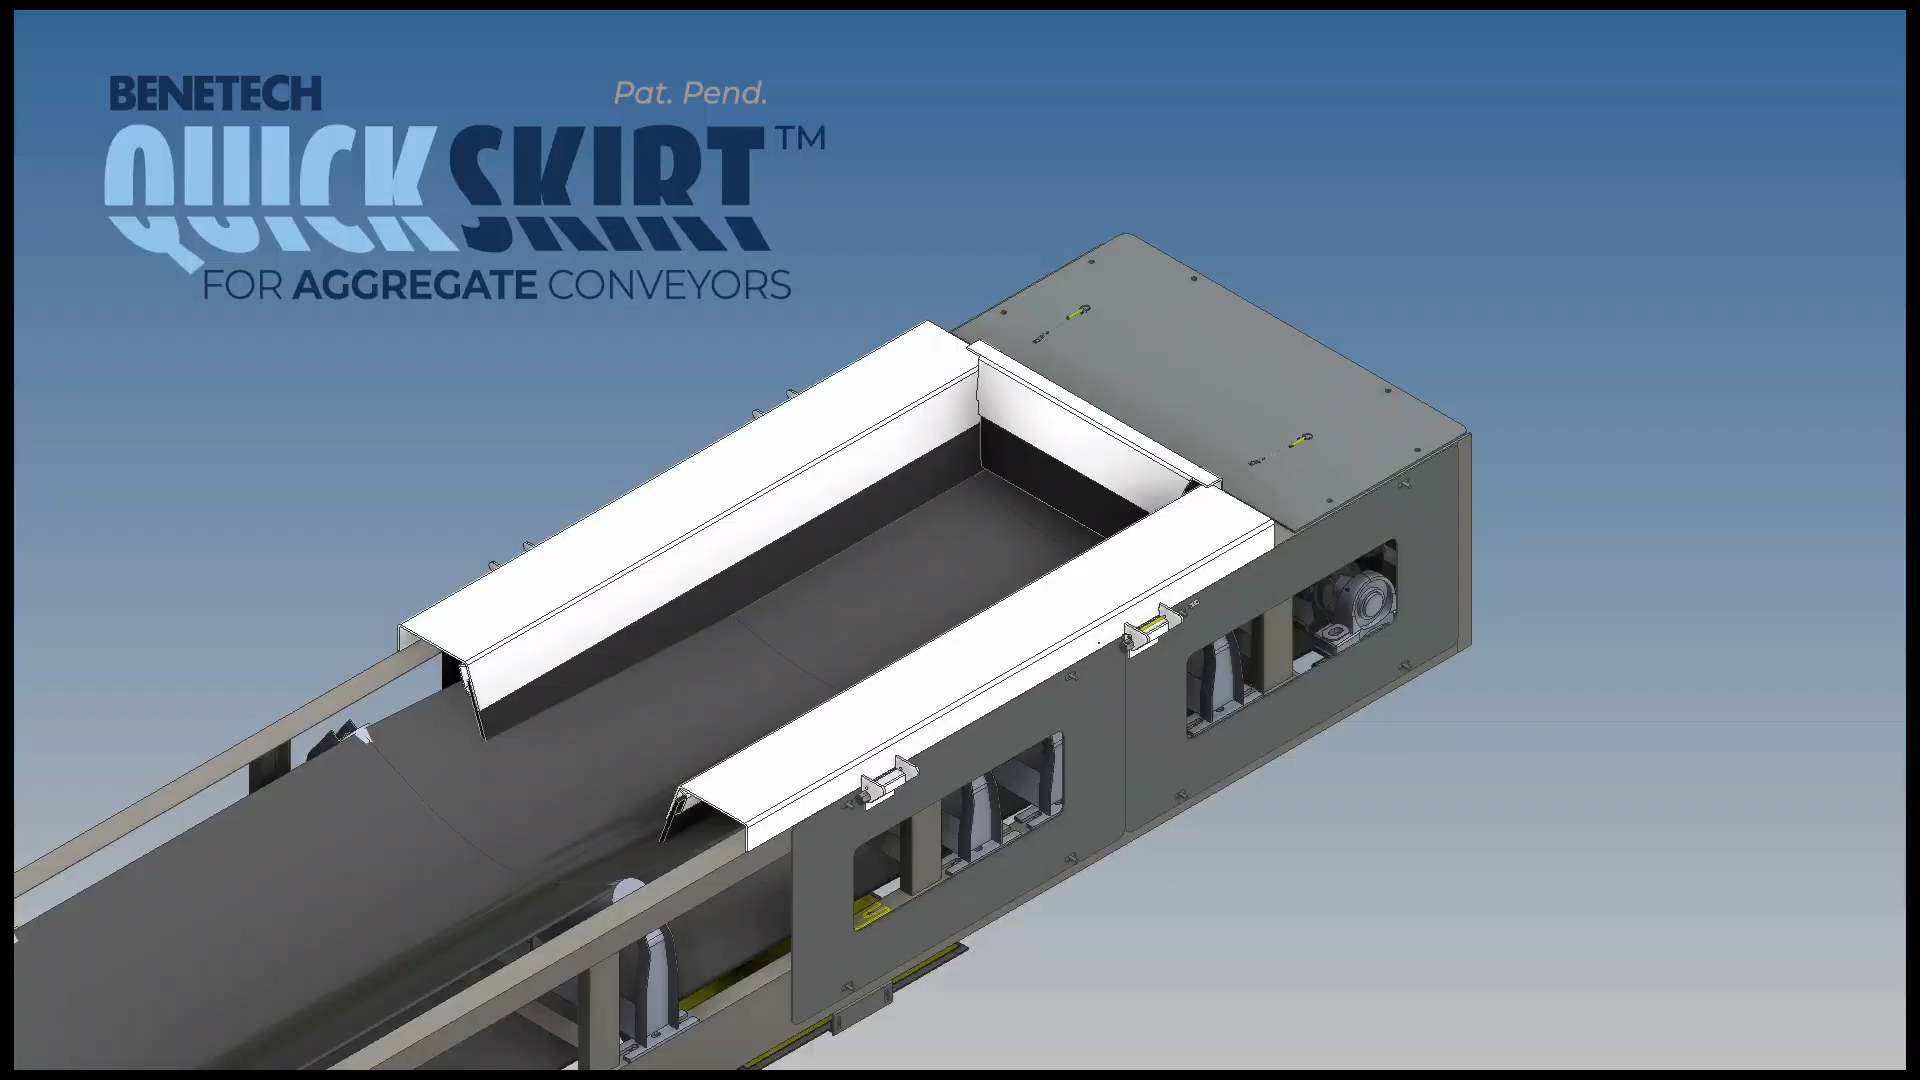 BENETECH
Pat. Pend.
QUICKSKIRT™
FOR AGGREGATE CONVEYORS